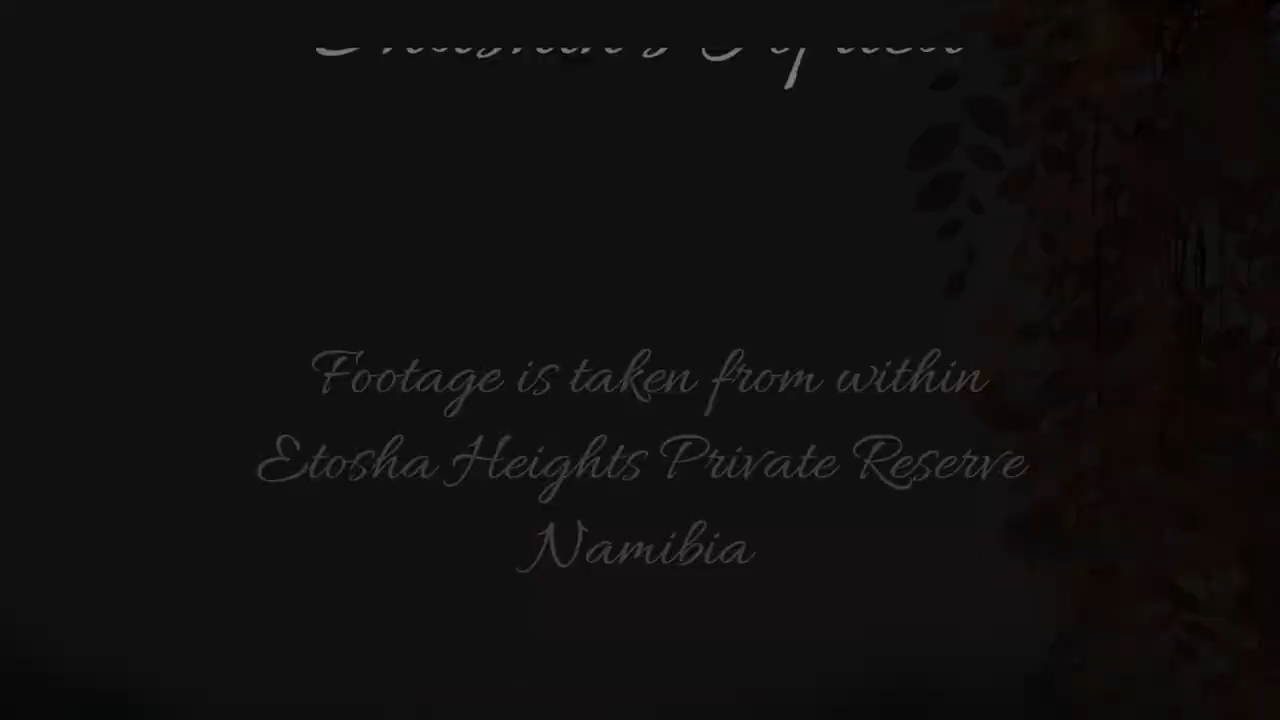 Footage is taken from within
Etosha Heights Private Reserve
Namibia